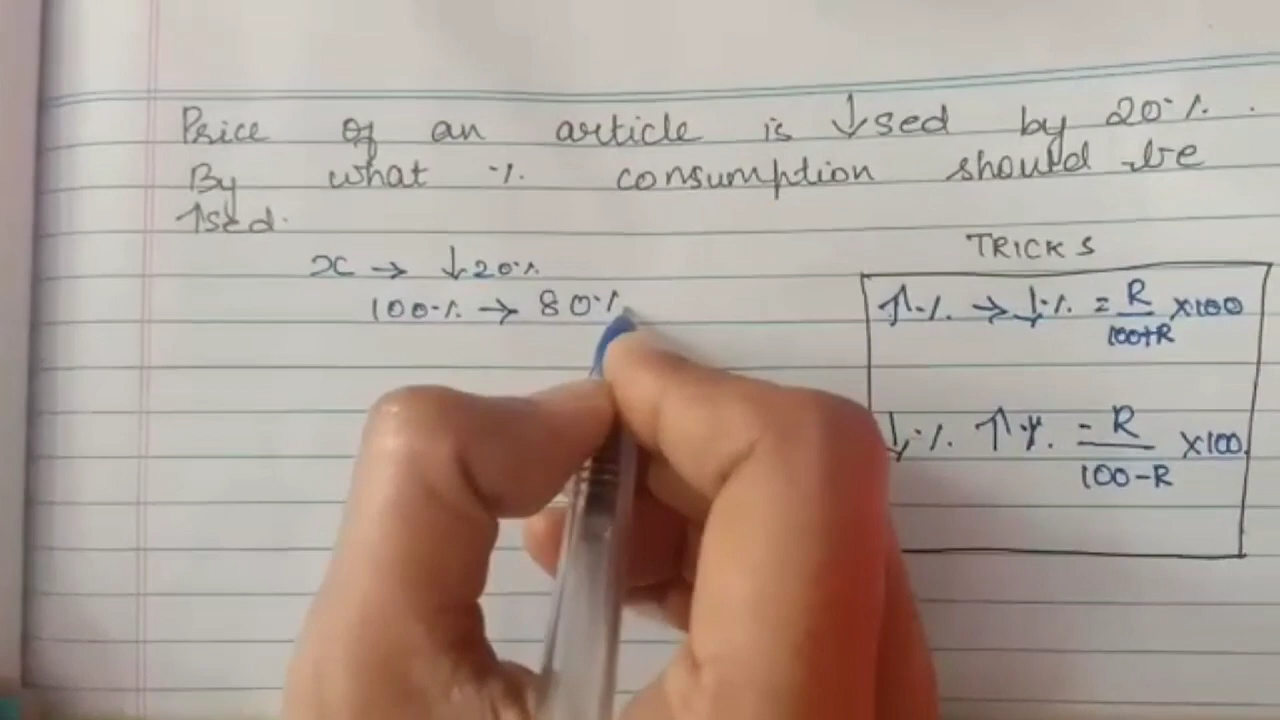 Price of an article is ↓sed by 20%.
By what % consumption should be
↑sed.
x → ↓20%
100% → 80%
TRICKS
↑% → ↓% = R/100+R ×100
↓% ↑% = R/100-R ×100